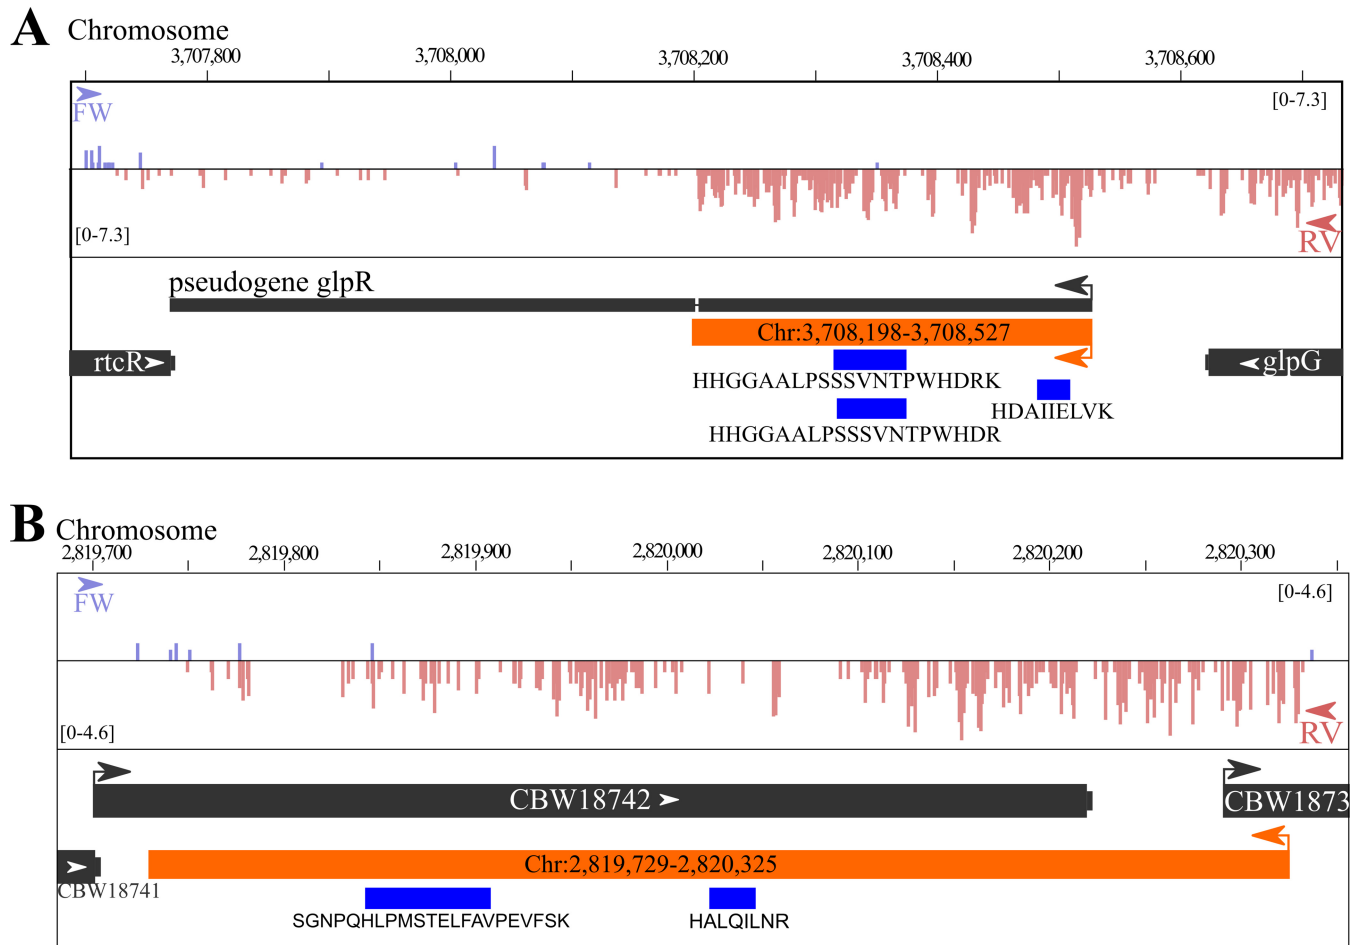 A Chromosome
3,707,800 3,708,000 3,708,200 3,708,400 3,708,600
FW
[0-7.3]
[0-7.3]
RV
pseudogene glpR
Chr:3,708,198-3,708,527
rtcR
glpG
HHGGAALPSSSVNTPWHDRK
HDAIIELVK
HHGGAALPSSSVNTPWHDR
B Chromosome
2,819,700 2,819,800 2,819,900 2,820,000 2,820,100 2,820,200 2,820,300
FW
[0-4.6]
[0-4.6]
RV
CBW18742
CBW1873
Chr:2,819,729-2,820,325
CBW18741
SGNPQHLPMSTELFAVPEVFSK
HALQILNR